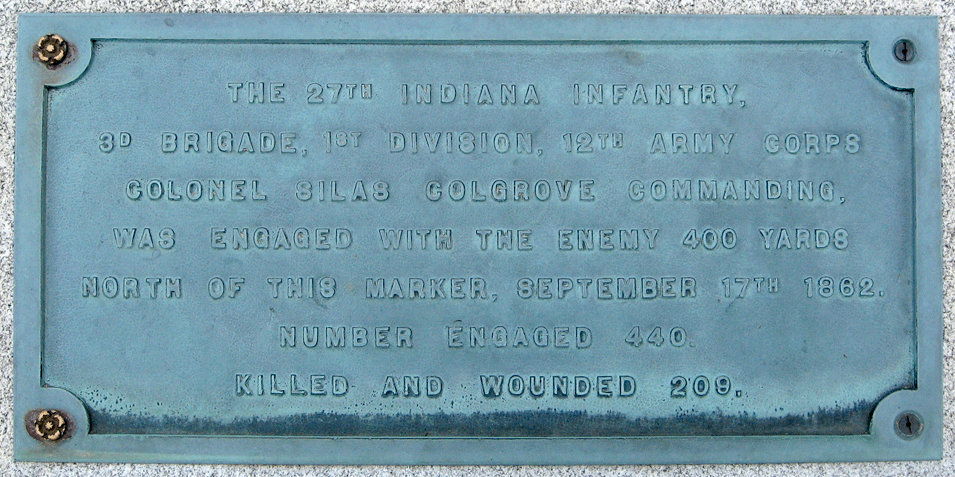 THE 27TH INDIANA INFANTRY,
3D BRIGADE, 1ST DIVISION, 12TH ARMY CORPS
COLONEL SILAS COLGROVE COMMANDING,
WAS ENGAGED WITH THE ENEMY 400 YARDS
NORTH OF THIS MARKER, SEPTEMBER 17TH 1862.
NUMBER ENGAGED 440.
KILLED AND WOUNDED 209.